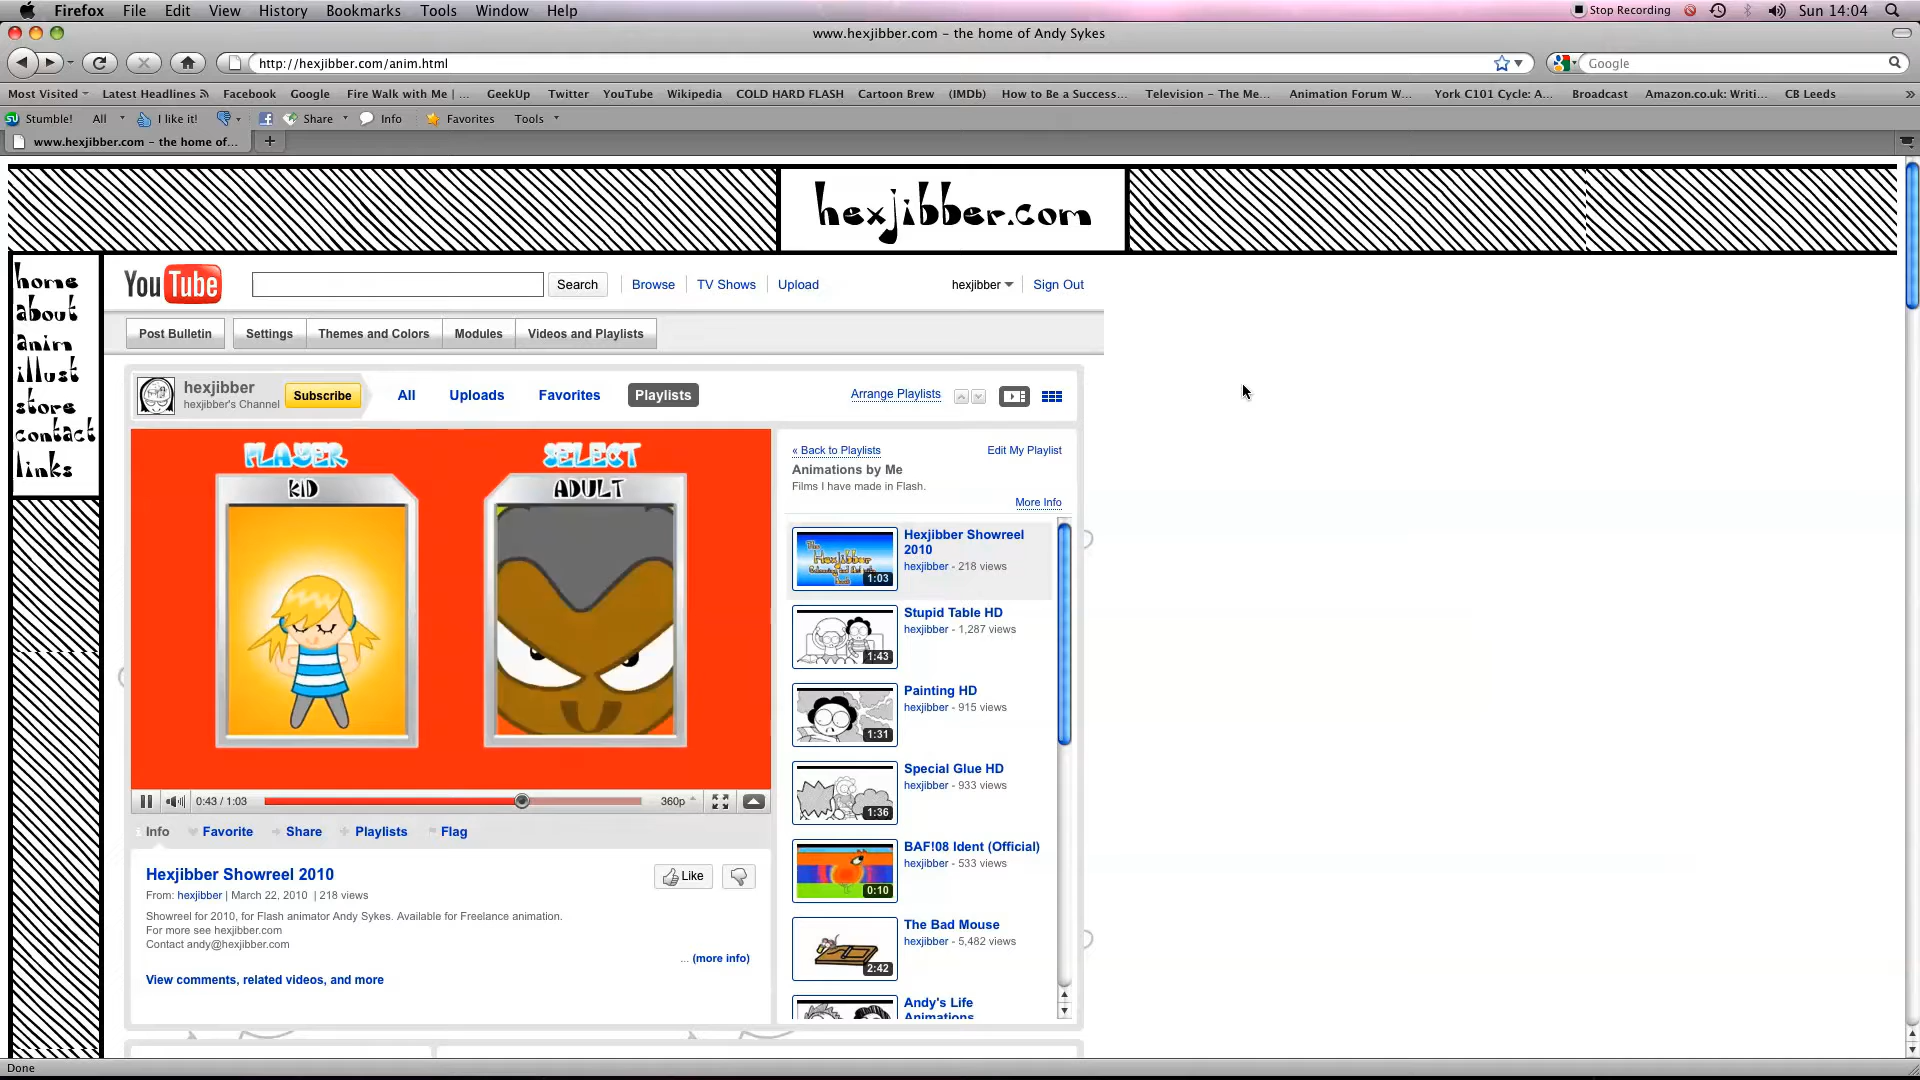 Firefox File Edit View History Bookmarks Tools Window Help Stop Recording Sun 14:04
www.hexjibber.com - the home of Andy Sykes
http://hexjibber.com/anim.html Google
Most Visited Latest Headlines Facebook Google Fire Walk with Me | ... GeekUp Twitter YouTube Wikipedia COLD HARD FLASH Cartoon Brew (IMDb) How to Be a Success... Television - The Me... Animation Forum W... York C101 Cycle: A... Broadcast Amazon.co.uk: Writi... CB Leeds »
Stumble! All I like it! Share Info Favorites Tools
www.hexjibber.com - the home of...
hexjibber.com
home
about
anim
illust
store
contact
links
YouTube Search Browse TV Shows Upload hexjibber Sign Out
Post Bulletin Settings Themes and Colors Modules Videos and Playlists
hexjibber
hexjibber's Channel
Subscribe All Uploads Favorites Playlists Arrange Playlists
PLAYER SELECT
KID ADULT
« Back to Playlists Edit My Playlist
Animations by Me
Films I have made in Flash.
More Info
Hexjibber Showreel
2010
hexjibber - 218 views
1:03
Stupid Table HD
hexjibber - 1,287 views
1:43
Painting HD
hexjibber - 915 views
1:31
Special Glue HD
hexjibber - 933 views
1:36
BAF!08 Ident (Official)
hexjibber - 533 views
0:10
The Bad Mouse
hexjibber - 5,482 views
2:42
Andy's Life
Animations
0:43 / 1:03 360p
Info Favorite Share Playlists Flag
Hexjibber Showreel 2010 Like
From: hexjibber | March 22, 2010 | 218 views
Showreel for 2010, for Flash animator Andy Sykes. Available for Freelance animation.
For more see hexjibber.com
Contact andy@hexjibber.com
... (more info)
View comments, related videos, and more
Done